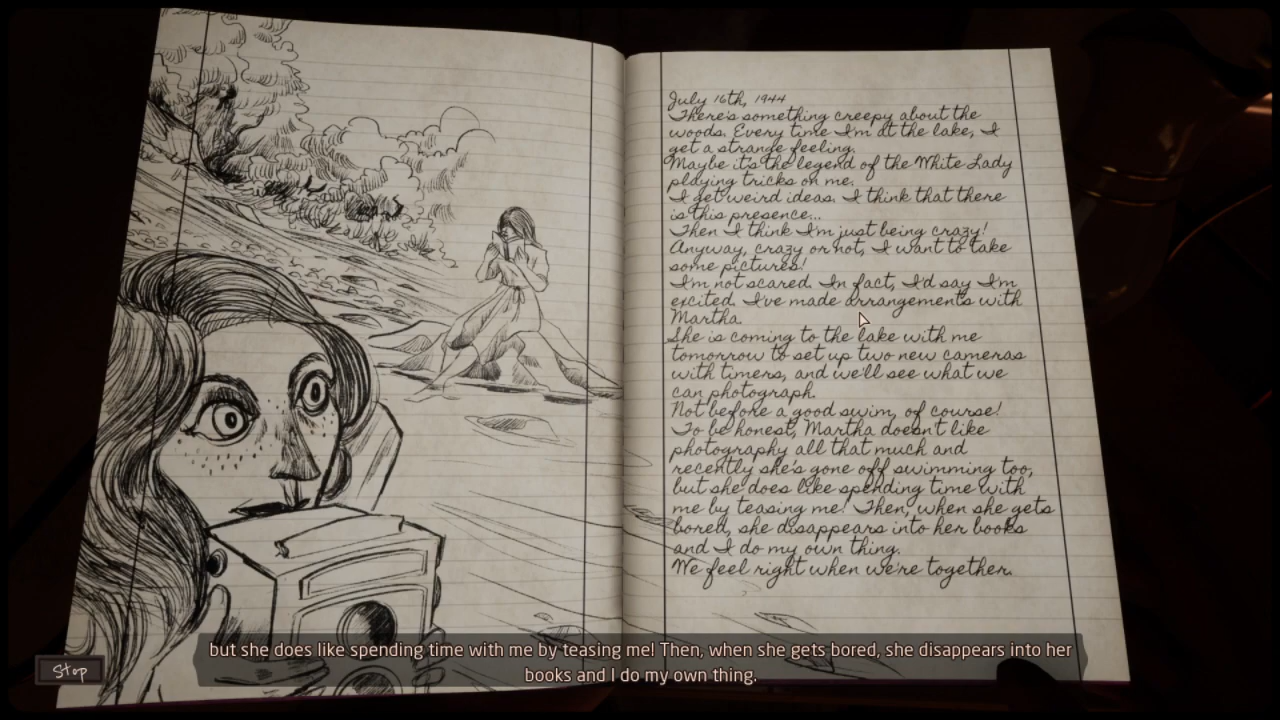 July 16th, 1944
There's something creepy about the
woods. Every time I'm at the lake, I
get a strange feeling.
Maybe it's the legend of the White Lady
playing tricks on me.
I get weird ideas. I think that there
is this presence...
Then I think I'm just being crazy!
Anyway, crazy or not, I want to take
some pictures!
I'm not scared. In fact, I'd say I'm
excited. I've made arrangements with
Martha.
She is coming to the lake with me
tomorrow to set up two new cameras
with timers, and we'll see what we
can photograph.
Not before a good swim, of course!
To be honest, Martha doesn't like
photography all that much and
recently she's gone off swimming too,
but she does like spending time with
me by teasing me! Then, when she gets
bored, she disappears into her books
and I do my own thing.
We feel right when we're together.
but she does like spending time with me by teasing me! Then, when she gets bored, she disappears into her
books and I do my own thing.
Stop